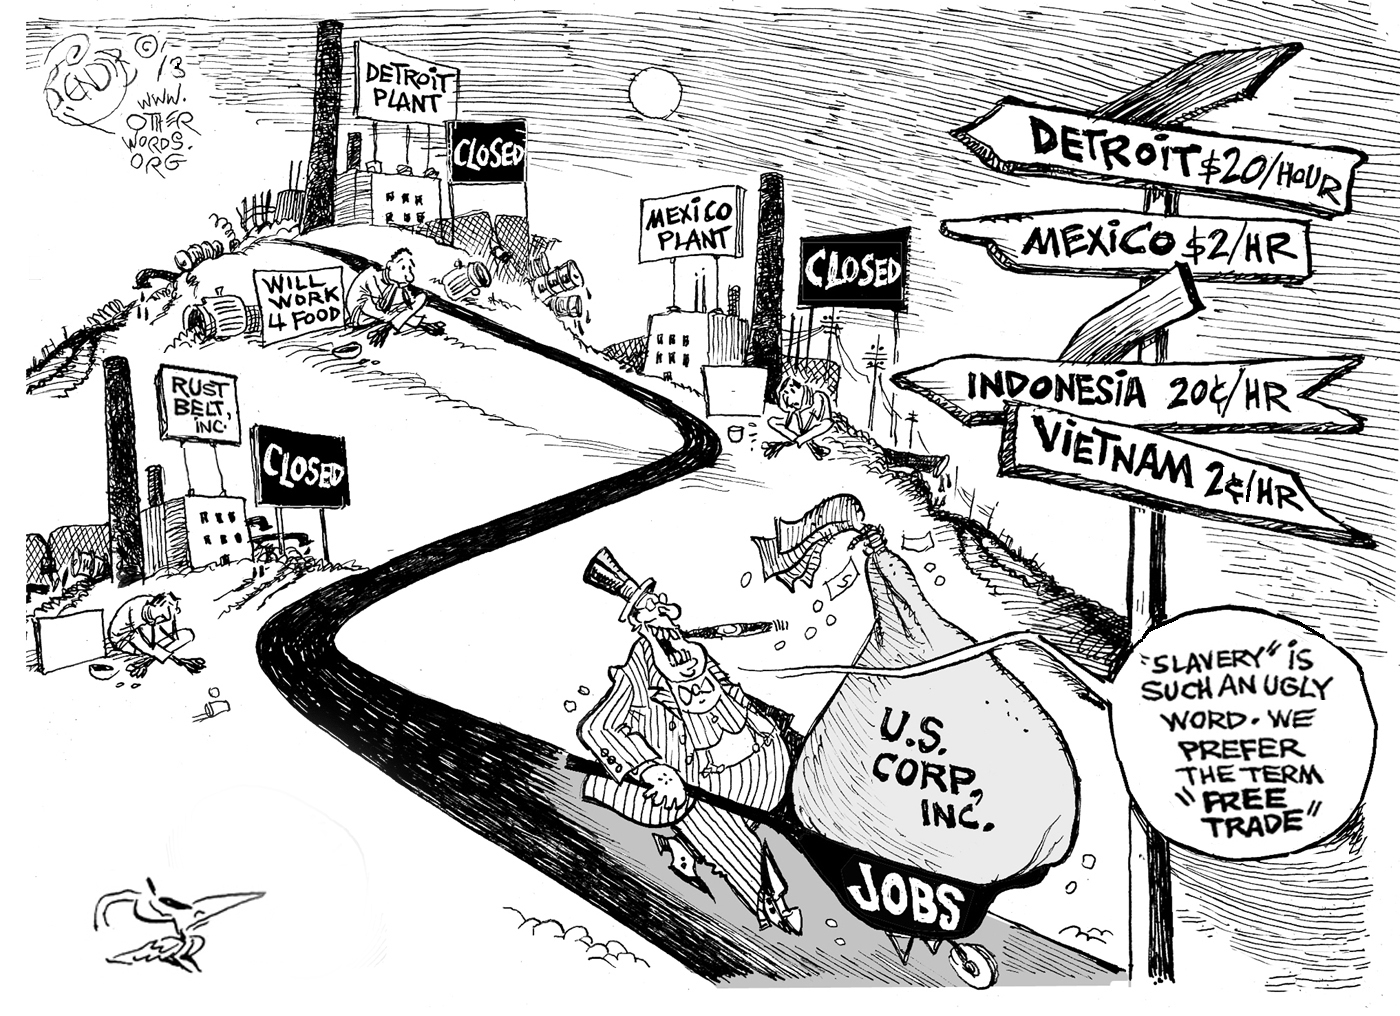 BENDIB
© '13
WWW.
OTHER
WORDS.
ORG
DETROIT
PLANT
CLOSED
WILL
WORK
4 FOOD
MEXICO
PLANT
CLOSED
RUST
BELT,
INC.
CLOSED
DETROIT $20/HOUR
MEXICO $2/HR
INDONESIA 20¢/HR
VIETNAM 2¢/HR
$
"SLAVERY" IS
SUCH AN UGLY
WORD. WE
PREFER
THE TERM
"FREE
TRADE"
U.S.
CORP,
INC.
JOBS